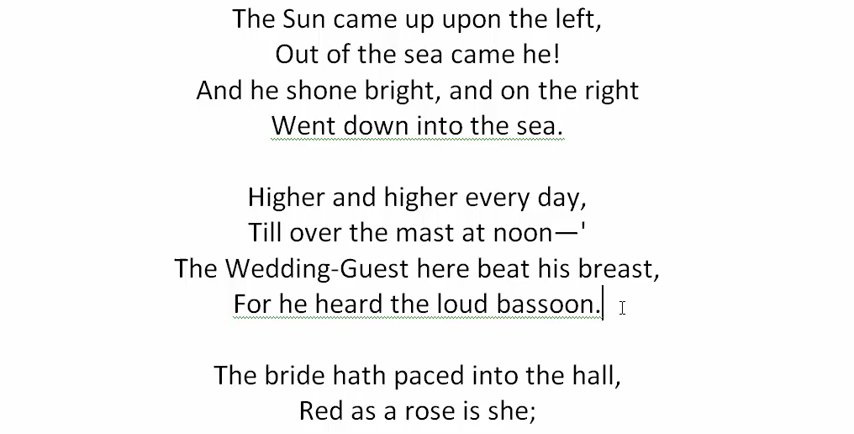 The Sun came up upon the left,
Out of the sea came he!
And he shone bright, and on the right
Went down into the sea.

Higher and higher every day,
Till over the mast at noon—'
The Wedding-Guest here beat his breast,
For he heard the loud bassoon.

The bride hath paced into the hall,
Red as a rose is she;